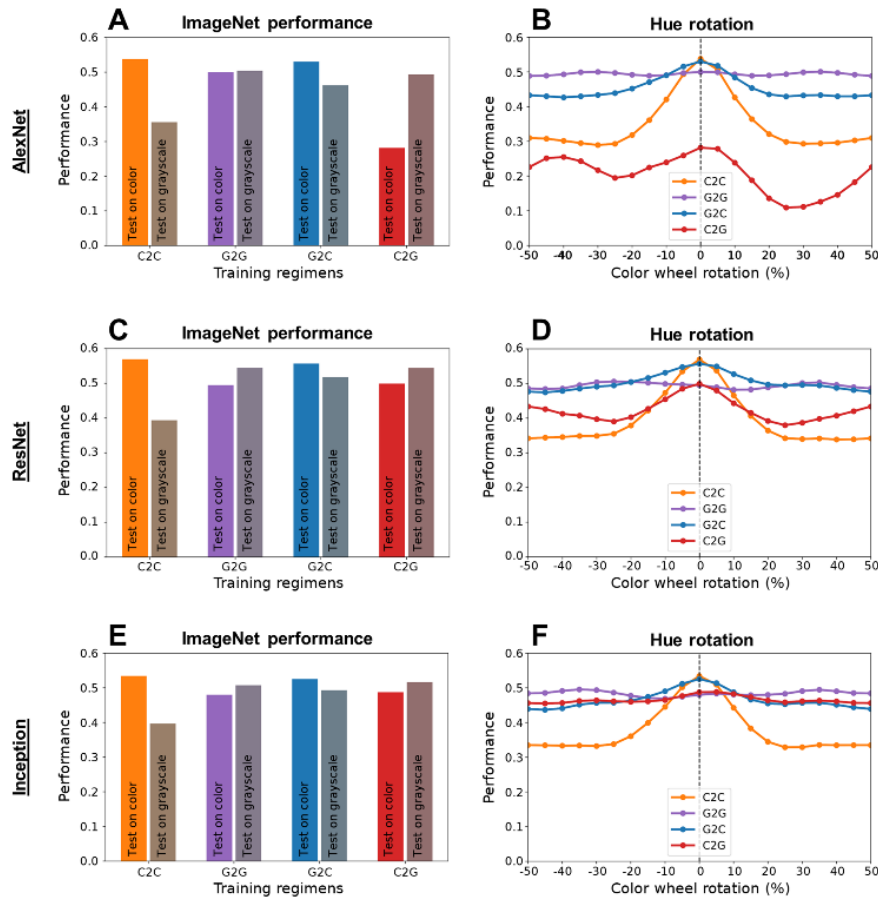 A ImageNet performance
AlexNet
Performance
0.6
0.5
0.4
0.3
0.2
0.1
0.0
Test on color
Test on grayscale
Test on color
Test on grayscale
Test on color
Test on grayscale
Test on color
Test on grayscale
C2C G2G G2C C2G
Training regimens
B Hue rotation
Performance
0.6
0.5
0.4
0.3
0.2
0.1
0.0
C2C
G2G
G2C
C2G
-50 -40 -30 -20 -10 0 10 20 30 40 50
Color wheel rotation (%)
C ImageNet performance
ResNet
Performance
0.6
0.5
0.4
0.3
0.2
0.1
0.0
Test on color
Test on grayscale
Test on color
Test on grayscale
Test on color
Test on grayscale
Test on color
Test on grayscale
C2C G2G G2C C2G
Training regimens
D Hue rotation
Performance
0.6
0.5
0.4
0.3
0.2
0.1
0.0
C2C
G2G
G2C
C2G
-50 -40 -30 -20 -10 0 10 20 30 40 50
Color wheel rotation (%)
E ImageNet performance
Inception
Performance
0.6
0.5
0.4
0.3
0.2
0.1
0.0
Test on color
Test on grayscale
Test on color
Test on grayscale
Test on color
Test on grayscale
Test on color
Test on grayscale
C2C G2G G2C C2G
Training regimens
F Hue rotation
Performance
0.6
0.5
0.4
0.3
0.2
0.1
0.0
C2C
G2G
G2C
C2G
-50 -40 -30 -20 -10 0 10 20 30 40 50
Color wheel rotation (%)